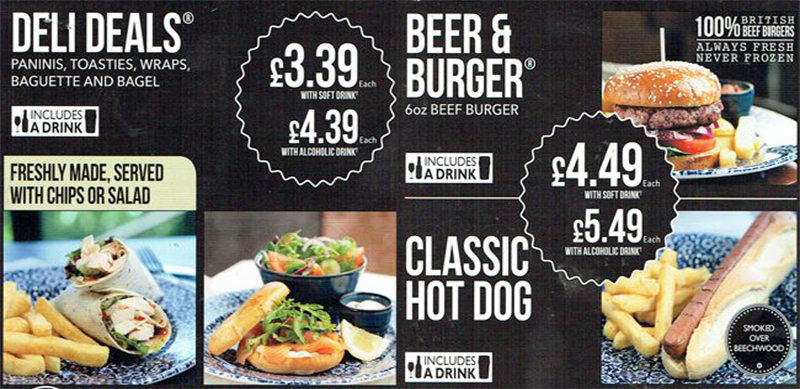 DELI DEALS®
PANINIS, TOASTIES, WRAPS,
BAGUETTE AND BAGEL
INCLUDES
A DRINK
£3.39 Each
WITH SOFT DRINK†
£4.39 Each
WITH ALCOHOLIC DRINK†
FRESHLY MADE, SERVED
WITH CHIPS OR SALAD
BEER &
BURGER®
6oz BEEF BURGER
INCLUDES
A DRINK
100% BRITISH
BEEF BURGERS
ALWAYS FRESH
NEVER FROZEN
£4.49 Each
WITH SOFT DRINK†
£5.49 Each
WITH ALCOHOLIC DRINK†
CLASSIC
HOT DOG
INCLUDES
A DRINK
SMOKED
OVER
BEECHWOOD